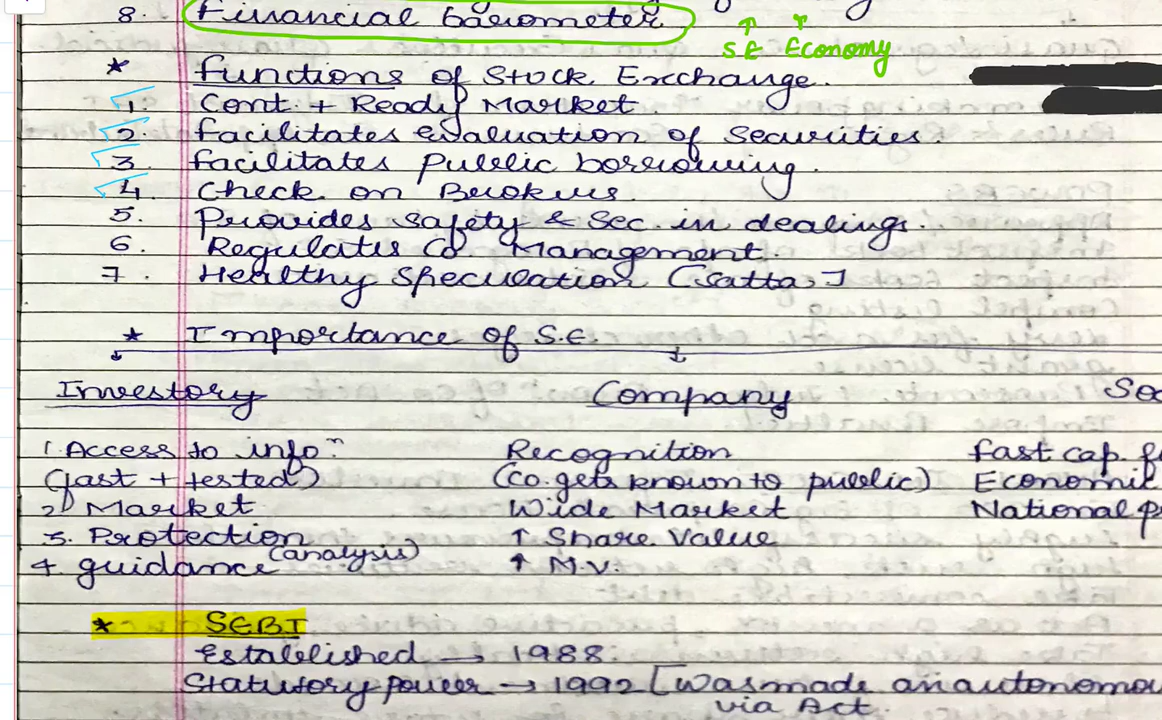 8. Financial barometer
SE Economy
* Functions of Stock Exchange.
1. Cont. + Ready Market.
2. facilitates evaluation of Securities.
3 facilitates Public borrowing.
4 Check on Brokers.
5. Provides safety & Sec. in dealings.
6. Regulates Co. Management.
7. Healthy Speculation (Satta)
* Importance of S.E.
Investory Company
1. Access to infoⁿ Recognition fast cap.
(fast + tested) (Co. gets known to public) Economic
2) Market Wide Market National
3. Protection ↑ Share Value
4 guidance (analysis) ↑ M.V.
* SEBI
Established → 1988.
Statutory power → 1992 [Was made an
via Act.